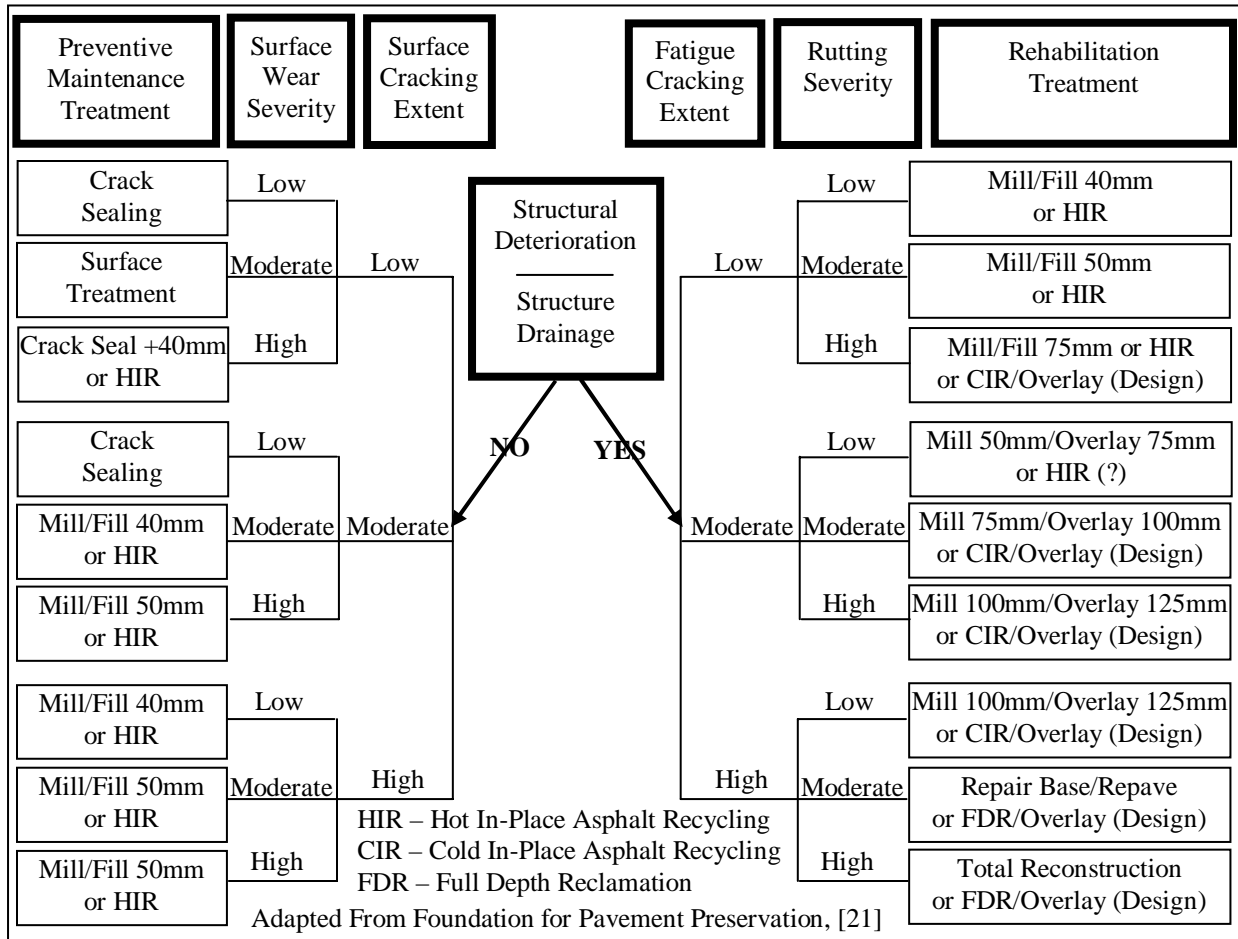 Preventive
Maintenance
Treatment
Surface
Wear
Severity
Surface
Cracking
Extent
Fatigue
Cracking
Extent
Rutting
Severity
Rehabilitation
Treatment
Structural
Deterioration
Structure
Drainage
NO
YES
Crack
Sealing
Low
Surface
Treatment
Moderate
Low
Crack Seal +40mm
or HIR
High
Crack
Sealing
Low
Mill/Fill 40mm
or HIR
Moderate
Moderate
Mill/Fill 50mm
or HIR
High
Mill/Fill 40mm
or HIR
Low
Mill/Fill 50mm
or HIR
Moderate
High
Mill/Fill 50mm
or HIR
High
Low
Mill/Fill 40mm
or HIR
Low
Moderate
Mill/Fill 50mm
or HIR
High
Mill/Fill 75mm or HIR
or CIR/Overlay (Design)
Low
Mill 50mm/Overlay 75mm
or HIR (?)
Moderate
Moderate
Mill 75mm/Overlay 100mm
or CIR/Overlay (Design)
High
Mill 100mm/Overlay 125mm
or CIR/Overlay (Design)
Low
Mill 100mm/Overlay 125mm
or CIR/Overlay (Design)
High
Moderate
Repair Base/Repave
or FDR/Overlay (Design)
High
Total Reconstruction
or FDR/Overlay (Design)
HIR – Hot In-Place Asphalt Recycling
CIR – Cold In-Place Asphalt Recycling
FDR – Full Depth Reclamation
Adapted From Foundation for Pavement Preservation, [21]